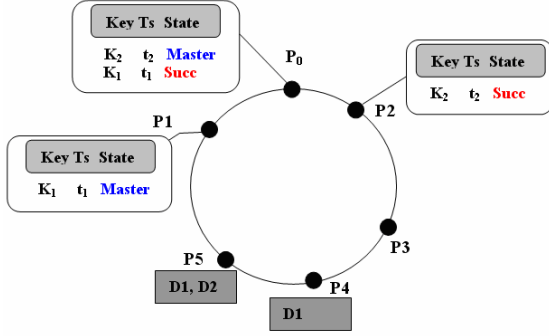 Key Ts State
K₂ t₂ Master
K₁ t₁ Succ
P₀
Key Ts State
K₂ t₂ Succ
P1
P2
Key Ts State
K₁ t₁ Master
P3
P5
P4
D1, D2
D1